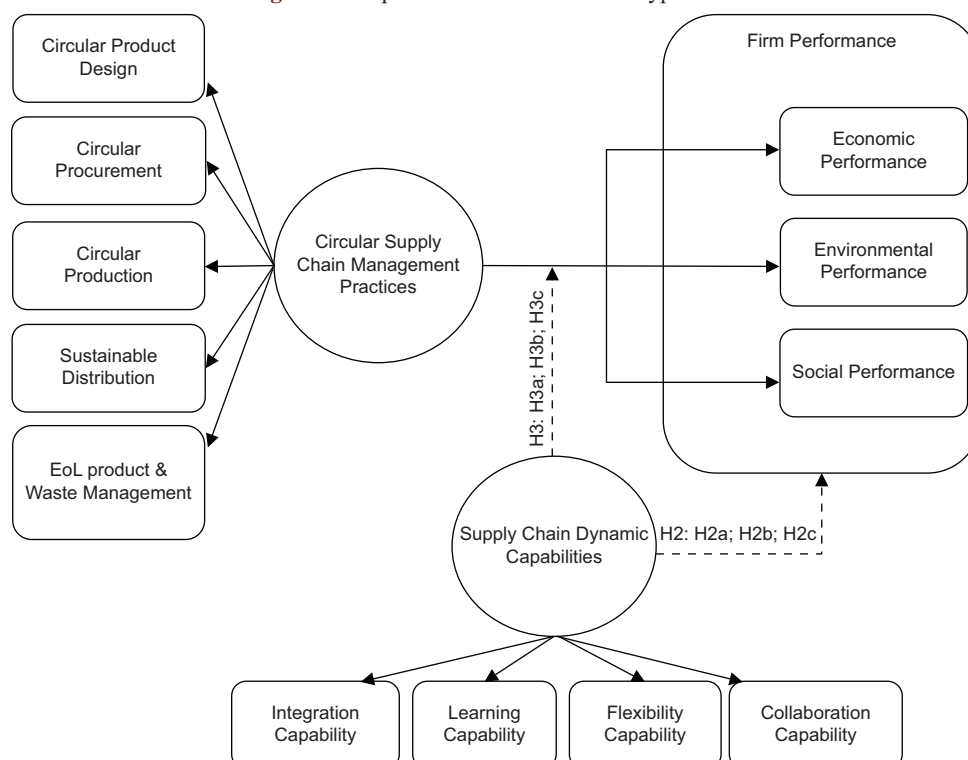 Circular Product
Design
Circular
Procurement
Circular
Production
Sustainable
Distribution
EoL product &
Waste Management
Circular Supply
Chain Management
Practices
Firm Performance
Economic
Performance
Environmental
Performance
Social Performance
H3: H3a; H3b; H3c
Supply Chain Dynamic
Capabilities
H2: H2a; H2b; H2c
Integration
Capability
Learning
Capability
Flexibility
Capability
Collaboration
Capability